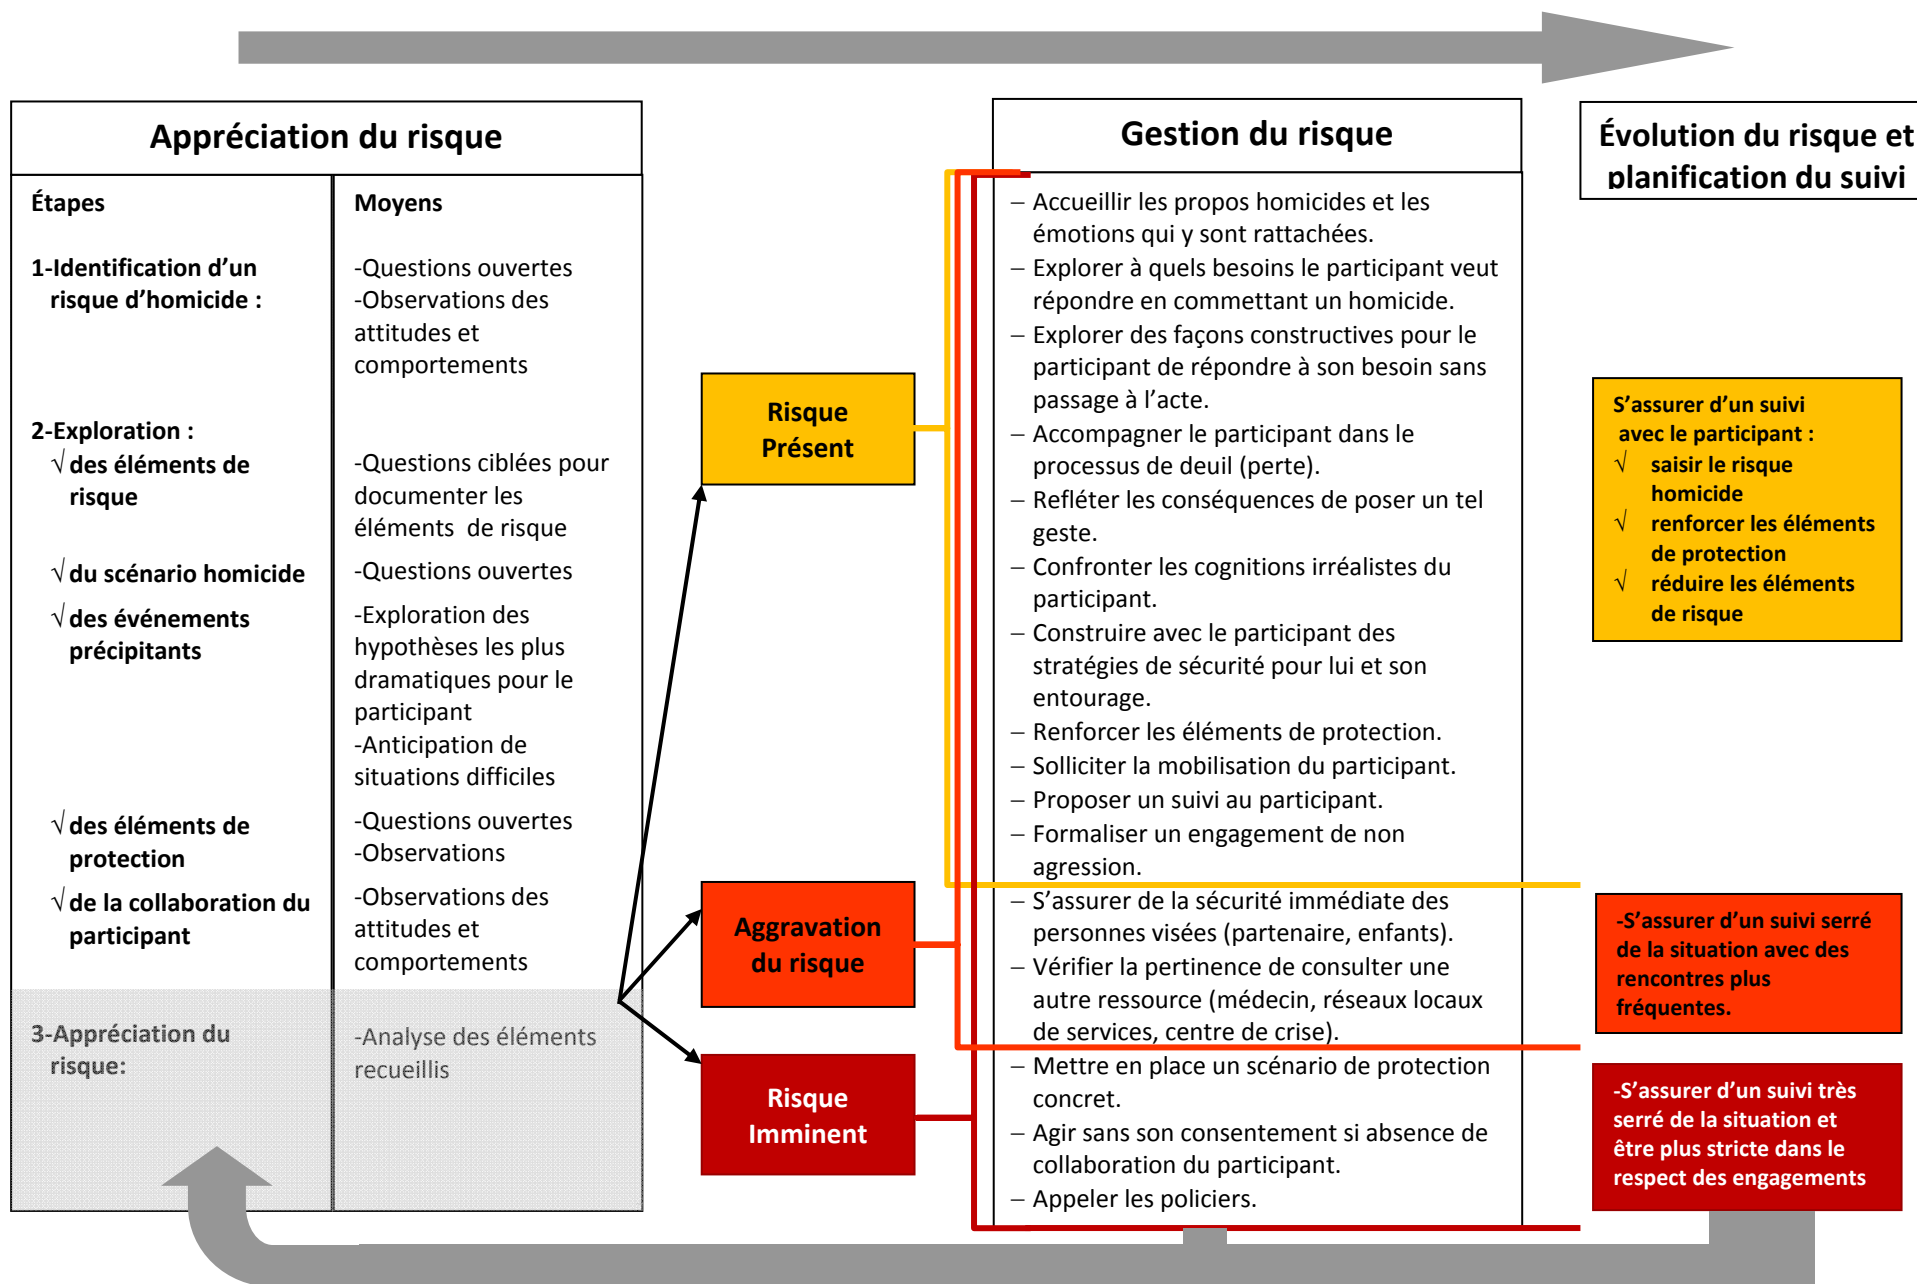 Appréciation du risque
Étapes
Moyens
1-Identification d’un
risque d’homicide :
-Questions ouvertes
-Observations des
attitudes et
comportements
2-Exploration :
√ des éléments de
risque
-Questions ciblées pour
documenter les
éléments de risque
√ du scénario homicide
-Questions ouvertes
√ des événements
précipitants
-Exploration des
hypothèses les plus
dramatiques pour le
participant
-Anticipation de
situations difficiles
√ des éléments de
protection
-Questions ouvertes
-Observations
√ de la collaboration du
participant
-Observations des
attitudes et
comportements
3-Appréciation du
risque:
-Analyse des éléments
recueillis
Risque
Présent
Aggravation
du risque
Risque
Imminent
Gestion du risque
– Accueillir les propos homicides et les
émotions qui y sont rattachées.
– Explorer à quels besoins le participant veut
répondre en commettant un homicide.
– Explorer des façons constructives pour le
participant de répondre à son besoin sans
passage à l’acte.
– Accompagner le participant dans le
processus de deuil (perte).
– Refléter les conséquences de poser un tel
geste.
– Confronter les cognitions irréalistes du
participant.
– Construire avec le participant des
stratégies de sécurité pour lui et son
entourage.
– Renforcer les éléments de protection.
– Solliciter la mobilisation du participant.
– Proposer un suivi au participant.
– Formaliser un engagement de non
agression.
– S’assurer de la sécurité immédiate des
personnes visées (partenaire, enfants).
– Vérifier la pertinence de consulter une
autre ressource (médecin, réseaux locaux
de services, centre de crise).
– Mettre en place un scénario de protection
concret.
– Agir sans son consentement si absence de
collaboration du participant.
– Appeler les policiers.
Évolution du risque et
planification du suivi
S’assurer d’un suivi
avec le participant :
√ saisir le risque
homicide
√ renforcer les éléments
de protection
√ réduire les éléments
de risque
-S’assurer d’un suivi serré
de la situation avec des
rencontres plus
fréquentes.
-S’assurer d’un suivi très
serré de la situation et
être plus stricte dans le
respect des engagements